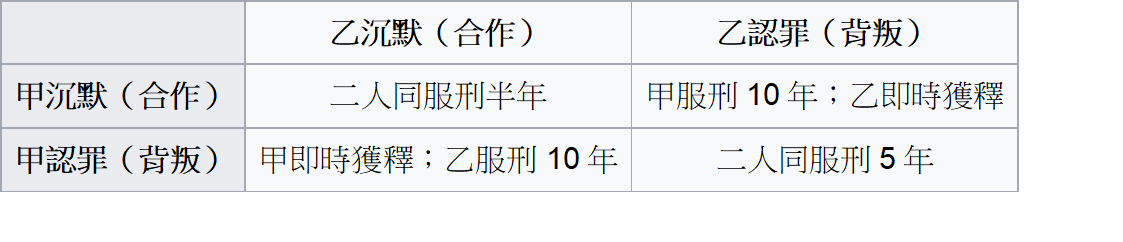 乙沉默（合作） 乙認罪（背叛）
甲沉默（合作） 二人同服刑半年 甲服刑 10 年；乙即時獲釋
甲認罪（背叛） 甲即時獲釋；乙服刑 10 年 二人同服刑 5 年